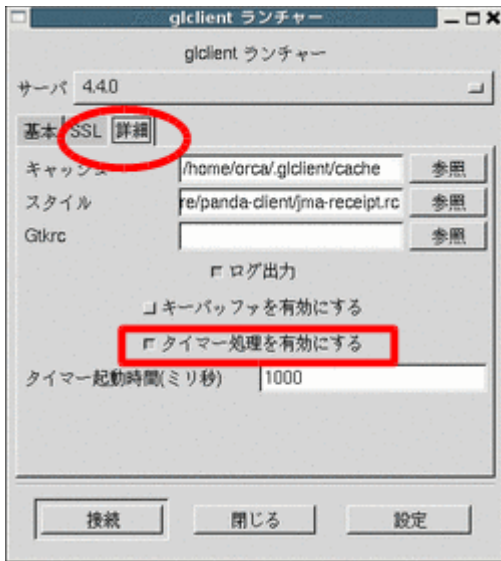 glclient ランチャー
glclient ランチャー
サーバ 4.4.0
基本 SSL 詳細
キャッシュ /home/orca/.glclient/cache 参照
スタイル re/panda-client/jma-receipt.rc 参照
Gtkrc 参照
ログ出力
キーバッファを有効にする
タイマー処理を有効にする
タイマー起動時間(ミリ秒) 1000
接続 閉じる 設定